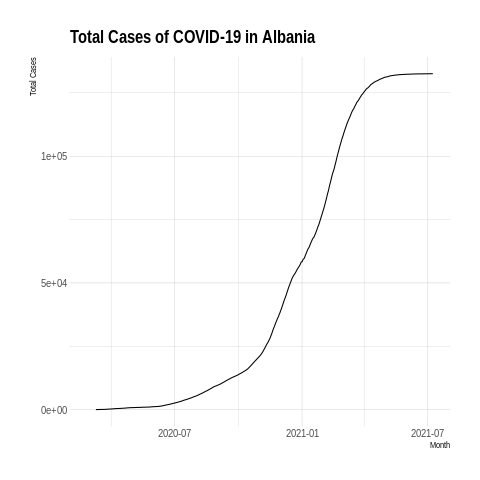 Total Cases of COVID-19 in Albania
Total Cases
1e+05
5e+04
0e+00
2020-07 2021-01 2021-07
Month